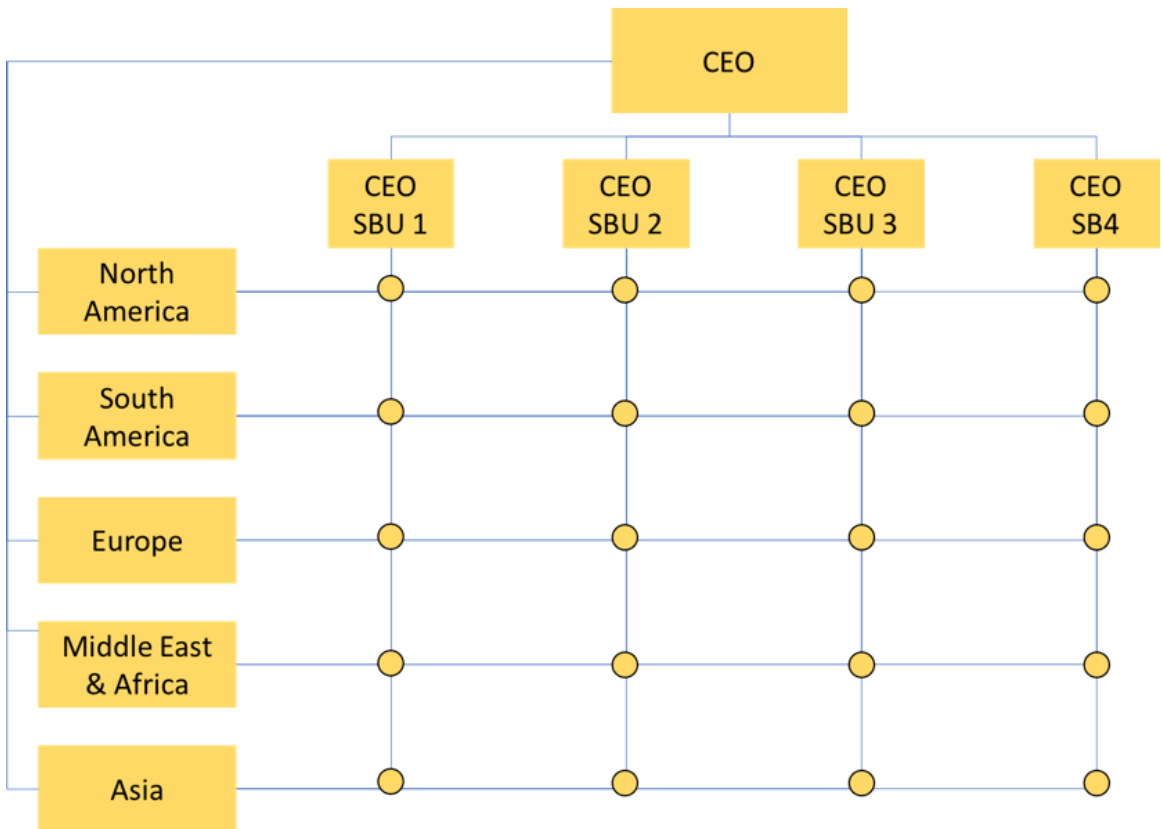 CEO
CEO
SBU 1
CEO
SBU 2
CEO
SBU 3
CEO
SB4
North
America
South
America
Europe
Middle East
& Africa
Asia